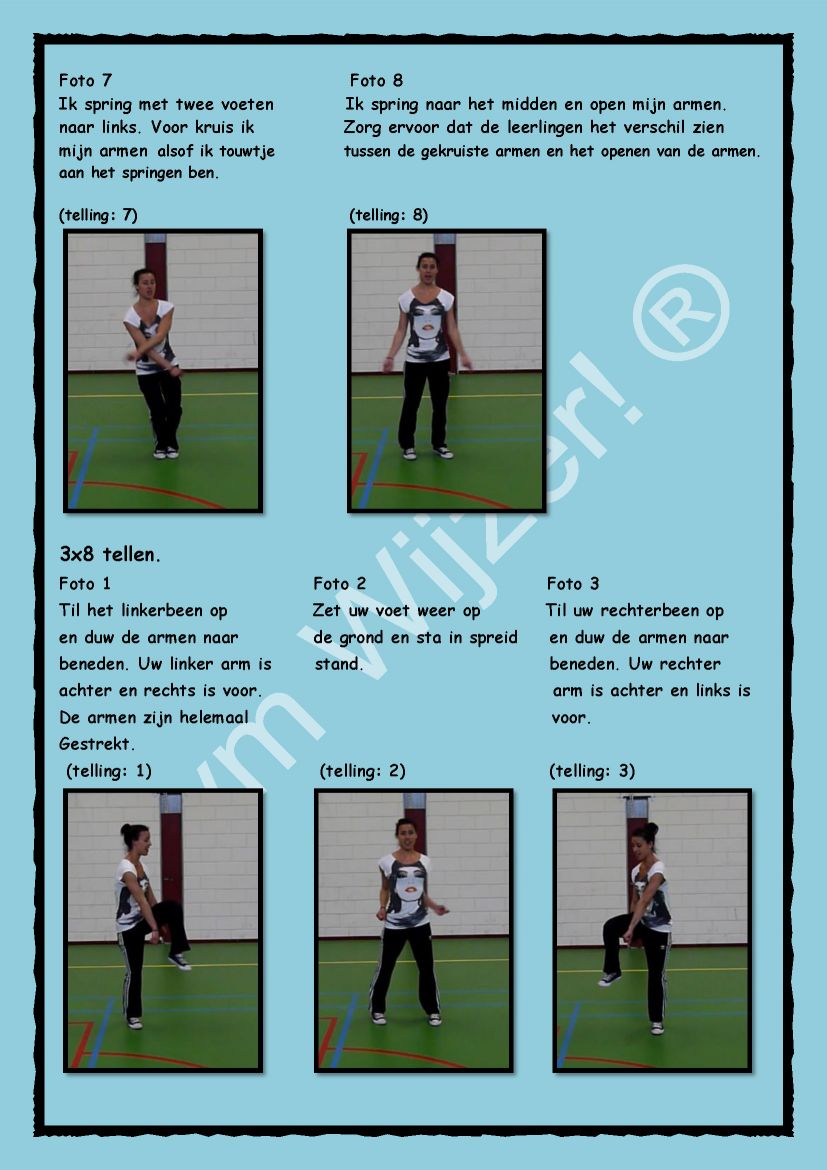 Foto 7
Ik spring met twee voeten
naar links. Voor kruis ik
mijn armen alsof ik touwtje
aan het springen ben.
(telling: 7)
Foto 8
Ik spring naar het midden en open mijn armen.
Zorg ervoor dat de leerlingen het verschil zien
tussen de gekruiste armen en het openen van de armen.
(telling: 8)
3x8 tellen.
Foto 1
Til het linkerbeen op
en duw de armen naar
beneden. Uw linker arm is
achter en rechts is voor.
De armen zijn helemaal
Gestrekt.
(telling: 1)
Foto 2
Zet uw voet weer op
de grond en sta in spreid
stand.
(telling: 2)
Foto 3
Til uw rechterbeen op
en duw de armen naar
beneden. Uw rechter
arm is achter en links is
voor.
(telling: 3)
ym Wijzer! ®